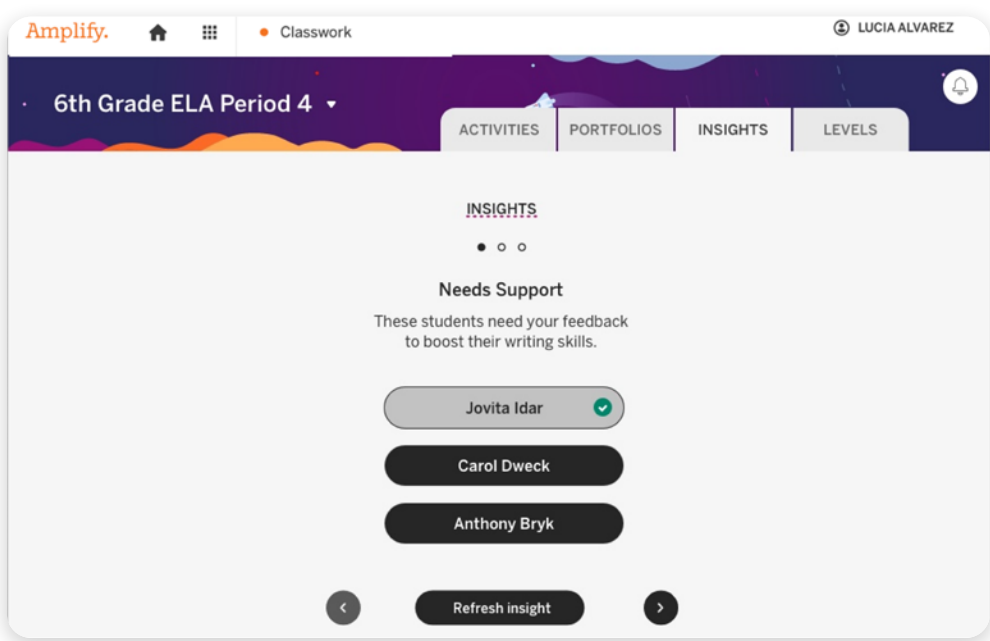 Amplify.
Classwork
LUCIA ALVAREZ
6th Grade ELA Period 4
ACTIVITIES
PORTFOLIOS
INSIGHTS
LEVELS
INSIGHTS
Needs Support
These students need your feedback
to boost their writing skills.
Jovita Idar
Carol Dweck
Anthony Bryk
Refresh insight